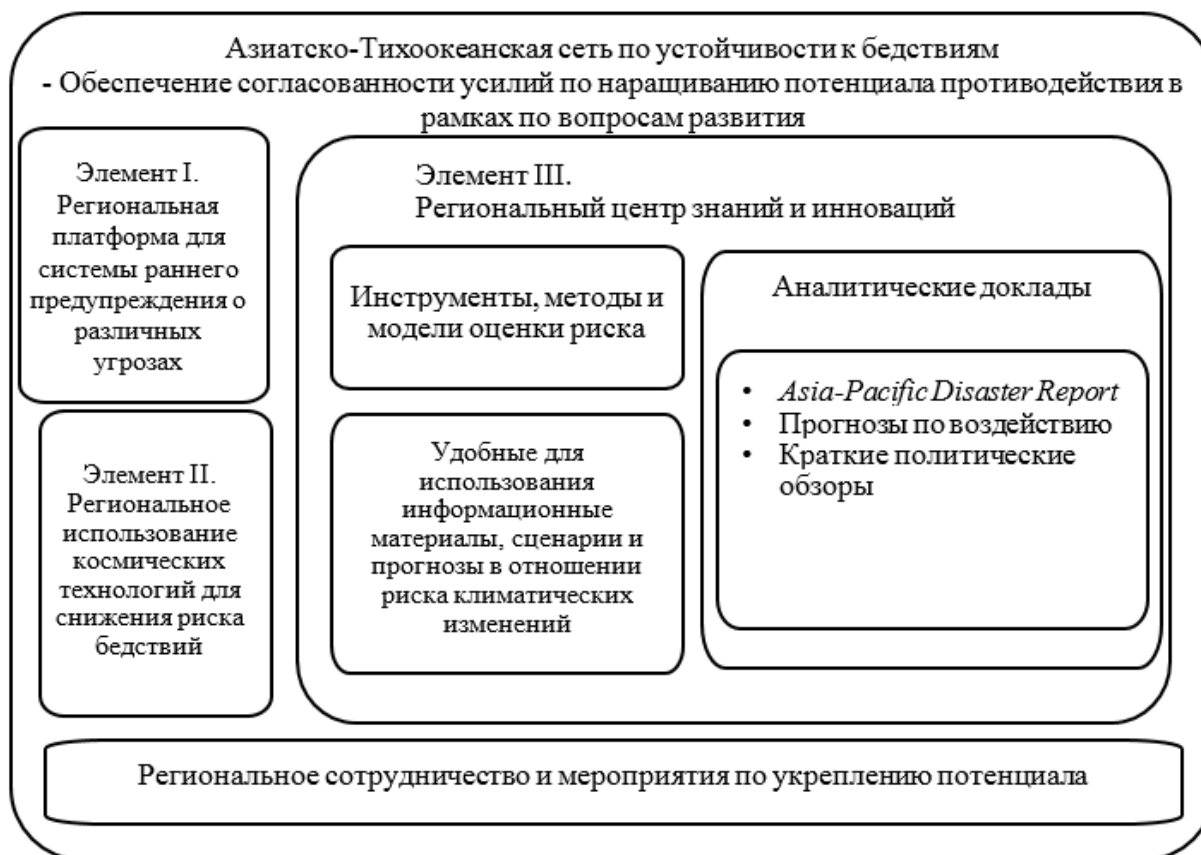 Азиатско-Тихоокеанская сеть по устойчивости к бедствиям
- Обеспечение согласованности усилий по наращиванию потенциала противодействия в
рамках по вопросам развития
Элемент I.
Региональная
платформа для
системы раннего
предупреждения о
различных
угрозах
Элемент II.
Региональное
использование
космических
технологий для
снижения риска
бедствий
Элемент III.
Региональный центр знаний и инноваций
Инструменты, методы и
модели оценки риска
Удобные для
использования
информационные
материалы, сценарии и
прогнозы в отношении
риска климатических
изменений
Аналитические доклады
• Asia-Pacific Disaster Report
• Прогнозы по воздействию
• Краткие политические
обзоры
Региональное сотрудничество и мероприятия по укреплению потенциала